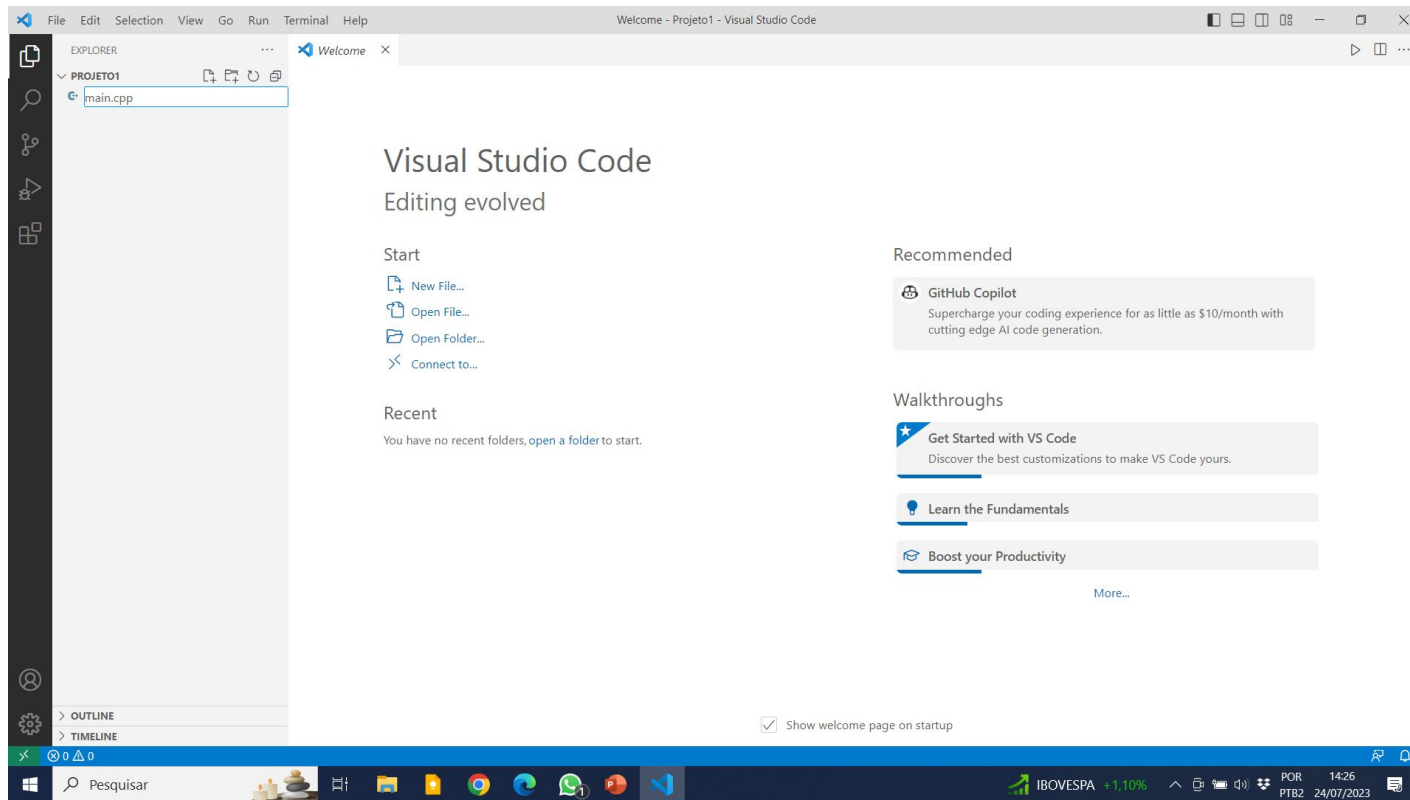 File Edit Selection View Go Run Terminal Help
Welcome - Projeto1 - Visual Studio Code
EXPLORER
Welcome
PROJETO1
main.cpp
Visual Studio Code
Editing evolved
Start
New File...
Open File...
Open Folder...
Connect to...
Recent
You have no recent folders, open a folder to start.
Recommended
GitHub Copilot
Supercharge your coding experience for as little as $10/month with
cutting edge AI code generation.
Walkthroughs
Get Started with VS Code
Discover the best customizations to make VS Code yours.
Learn the Fundamentals
Boost your Productivity
More...
OUTLINE
TIMELINE
Show welcome page on startup
0 0
Pesquisar
1
IBOVESPA +1,10%
POR
PTB2
14:26
24/07/2023